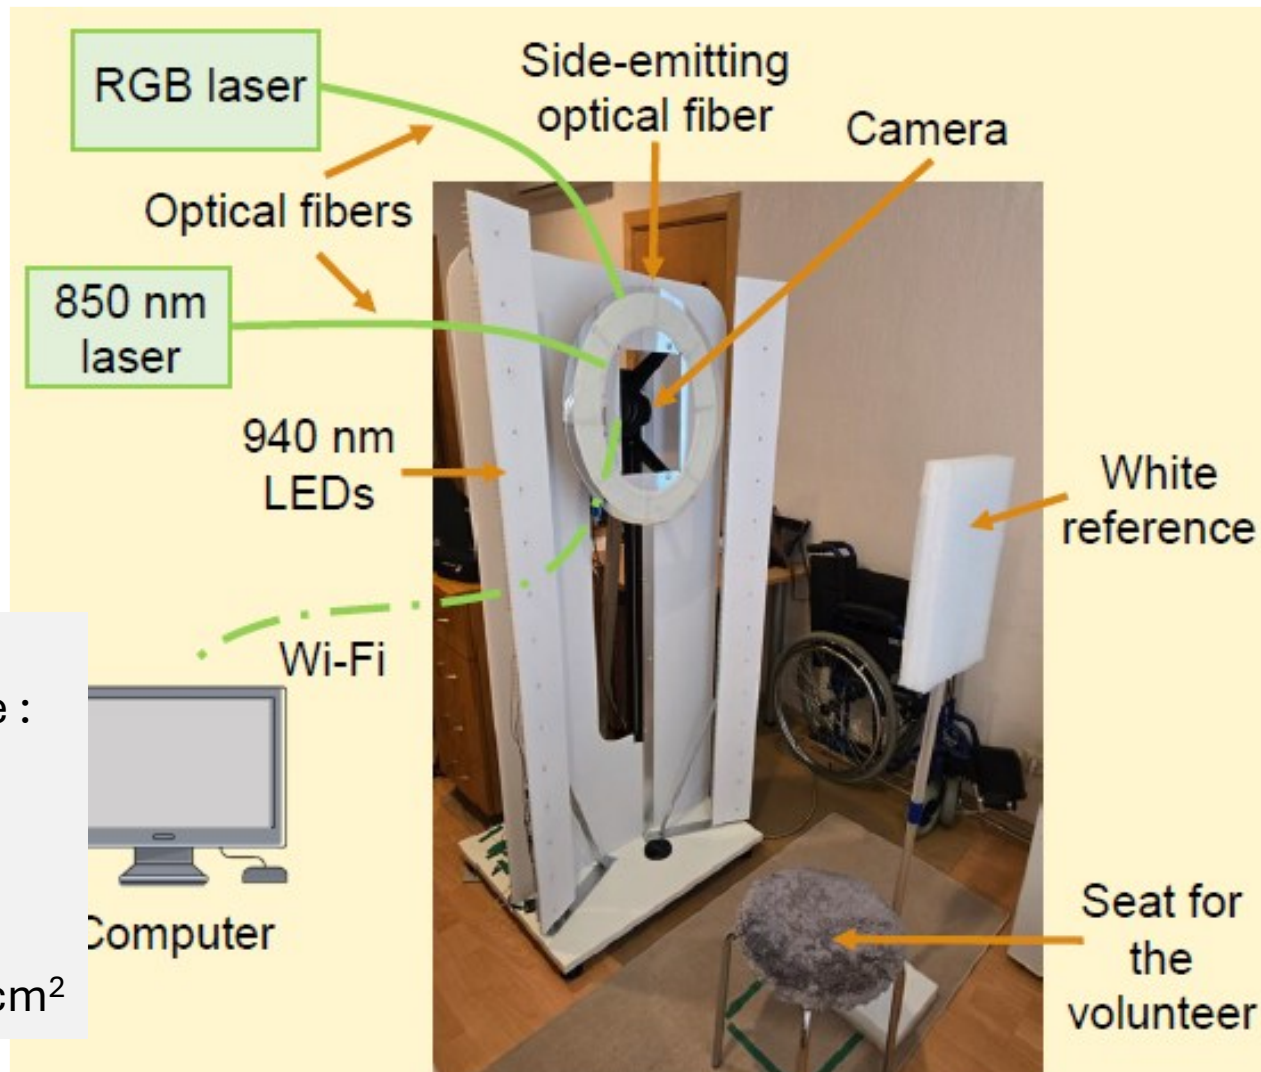 RGB laser
Side-emitting
optical fiber
Camera
Optical fibers
850 nm
laser
940 nm
LEDs
White
reference
Wi-Fi
:
Computer
cm²
Seat for
the
volunteer